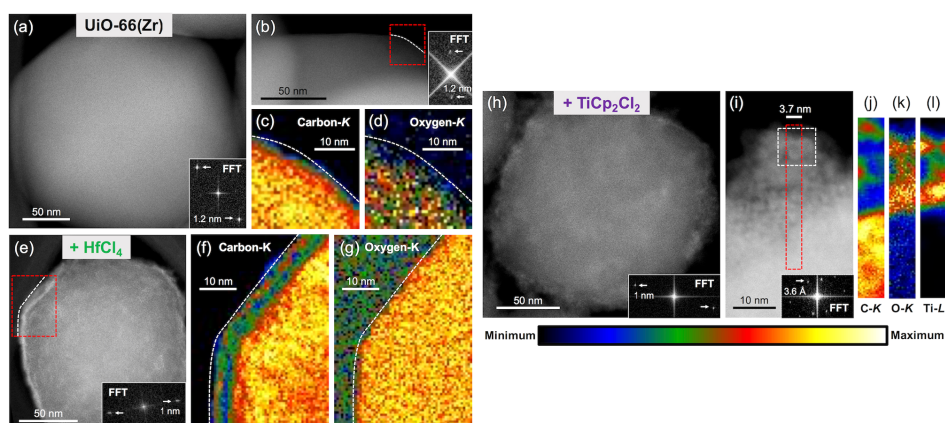 (a)
UiO-66(Zr)
FFT
1.2 nm
50 nm
(b)
FFT
1.2 nm
50 nm
(c)
Carbon-K
10 nm
(d)
Oxygen-K
10 nm
(e)
+ HfCl4
FFT
1 nm
50 nm
(f)
Carbon-K
10 nm
(g)
Oxygen-K
10 nm
(h)
+ TiCp2Cl2
FFT
1 nm
50 nm
(i)
3.7 nm
3.6 Å
FFT
10 nm
(j)
(k)
(l)
C-K
O-K
Ti-L
Minimum
Maximum